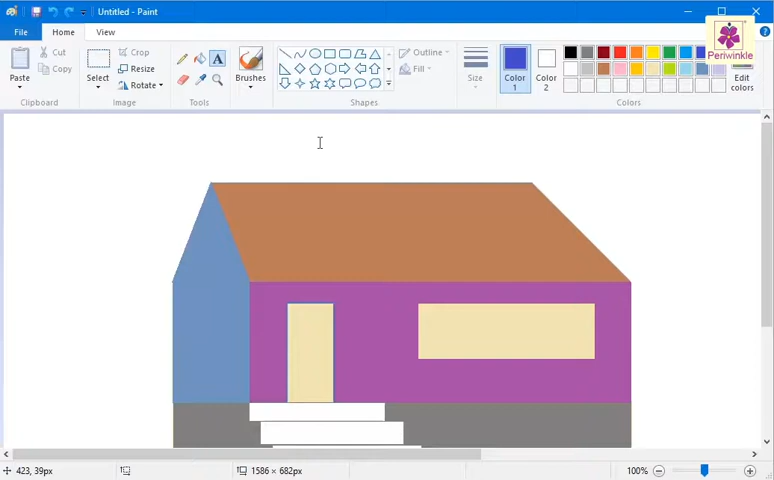 Untitled - Paint
File Home View
Paste
Cut
Copy
Clipboard
Select
Crop
Resize
Rotate
Image
A
Tools
Brushes
Outline
Fill
Shapes
Size
Color 1
Color 2
Edit colors
Colors
Periwinkle
423, 39px
1586 × 682px
100%